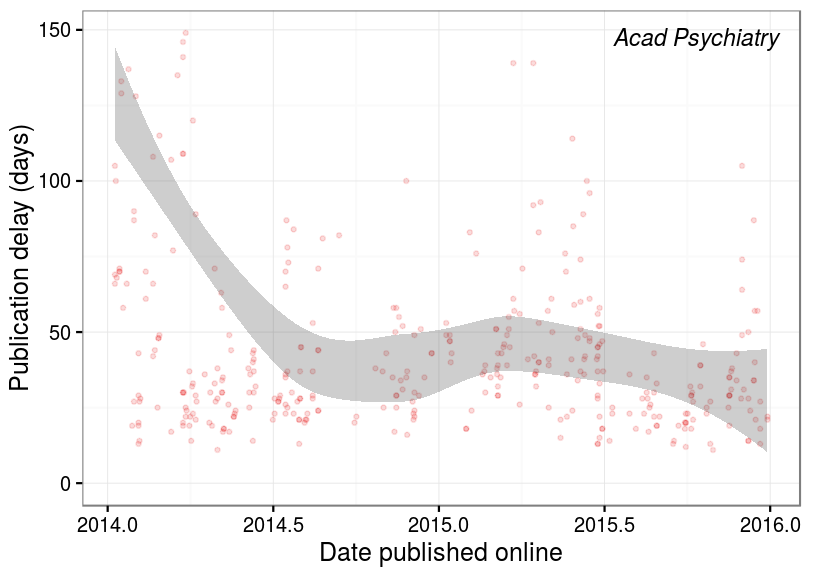 Acad Psychiatry
Publication delay (days)
150
100
50
0
2014.0 2014.5 2015.0 2015.5 2016.0
Date published online